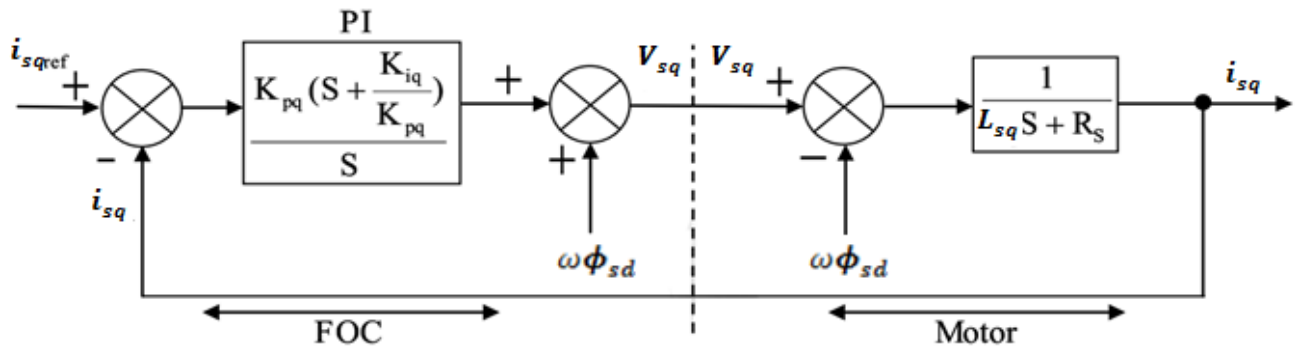 PI
i_sqref
+
-
i_sq
K_pq (S + K_iq / K_pq)
S
+
+
ωϕ_sd
V_sq
V_sq
+
-
ωϕ_sd
1
L_sq S + R_S
i_sq
FOC
Motor